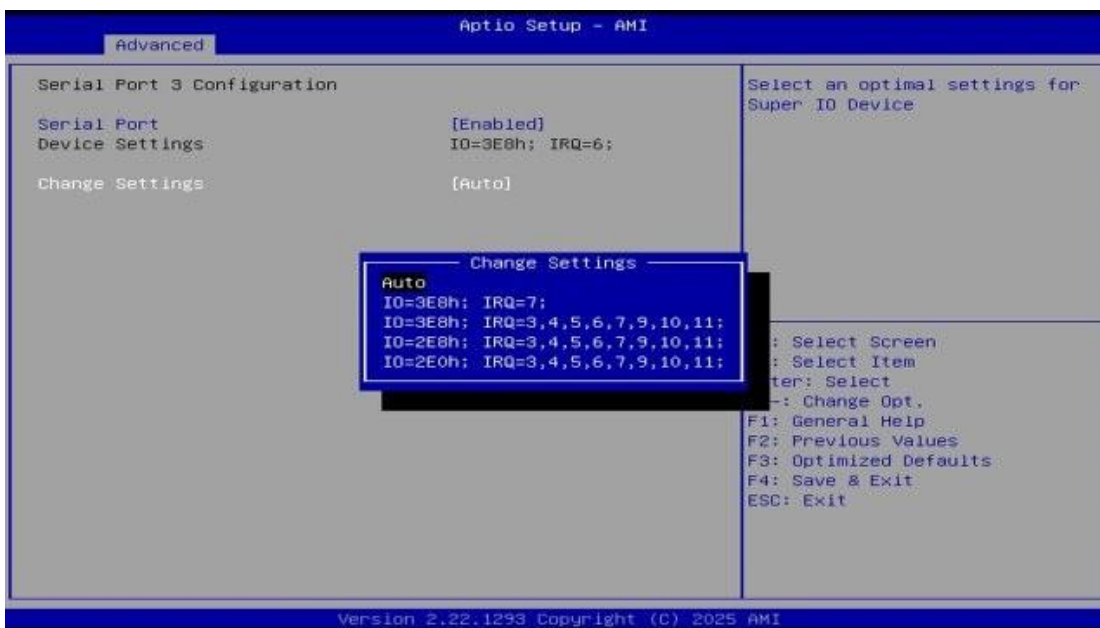 Aptio Setup - AMI
Advanced
Serial Port 3 Configuration
Serial Port [Enabled]
Device Settings IO=3E8h; IRQ=6;
Change Settings [Auto]
Select an optimal settings for
Super IO Device
Change Settings
Auto
IO=3E8h; IRQ=7;
IO=3E8h; IRQ=3,4,5,6,7,9,10,11;
IO=2E8h; IRQ=3,4,5,6,7,9,10,11;
IO=2E0h; IRQ=3,4,5,6,7,9,10,11;
: Select Screen
: Select Item
ter: Select
-: Change Opt.
F1: General Help
F2: Previous Values
F3: Optimized Defaults
F4: Save & Exit
ESC: Exit
Version 2.22.1293 Copyright (C) 2025 AMI